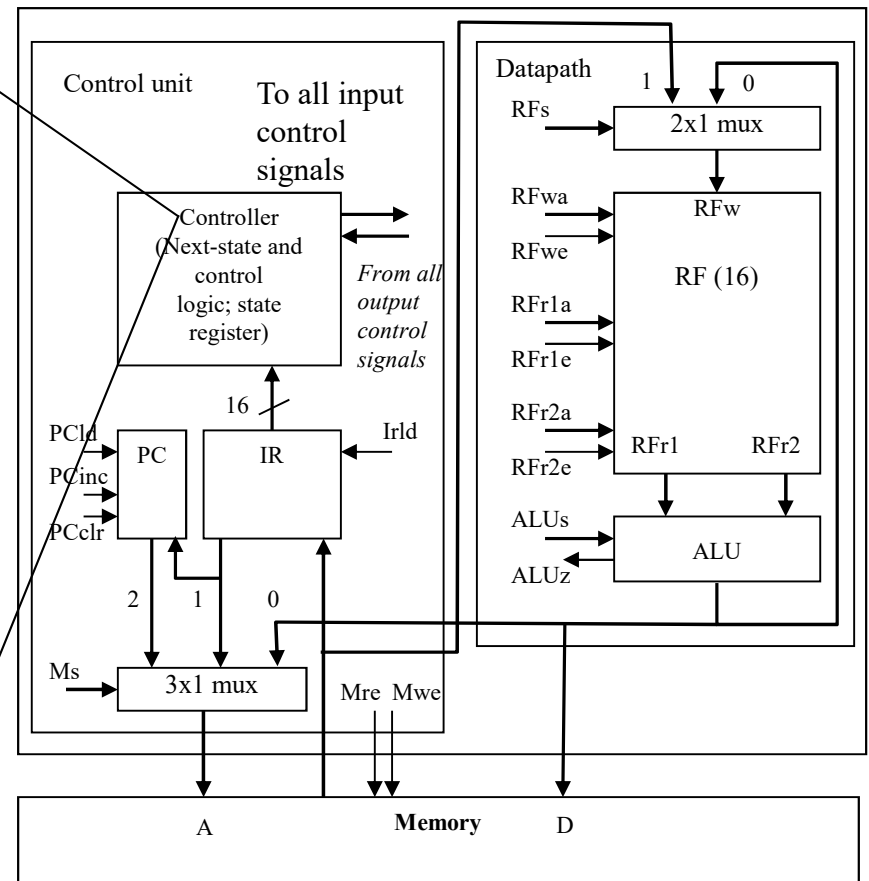 Control unit
To all input
control
signals
Controller
(Next-state and
control
logic; state
register)
From all
output
control
signals
16
PCld
PC
IR
Irld
PCinc
PCclr
2
1
0
Ms
3x1 mux
Mre
Mwe
Datapath
1
0
RFs
2x1 mux
RFwa
RFw
RFwe
RF (16)
RFr1a
RFr1e
RFr2a
RFr1
RFr2
RFr2e
ALUs
ALU
ALUz
A
Memory
D